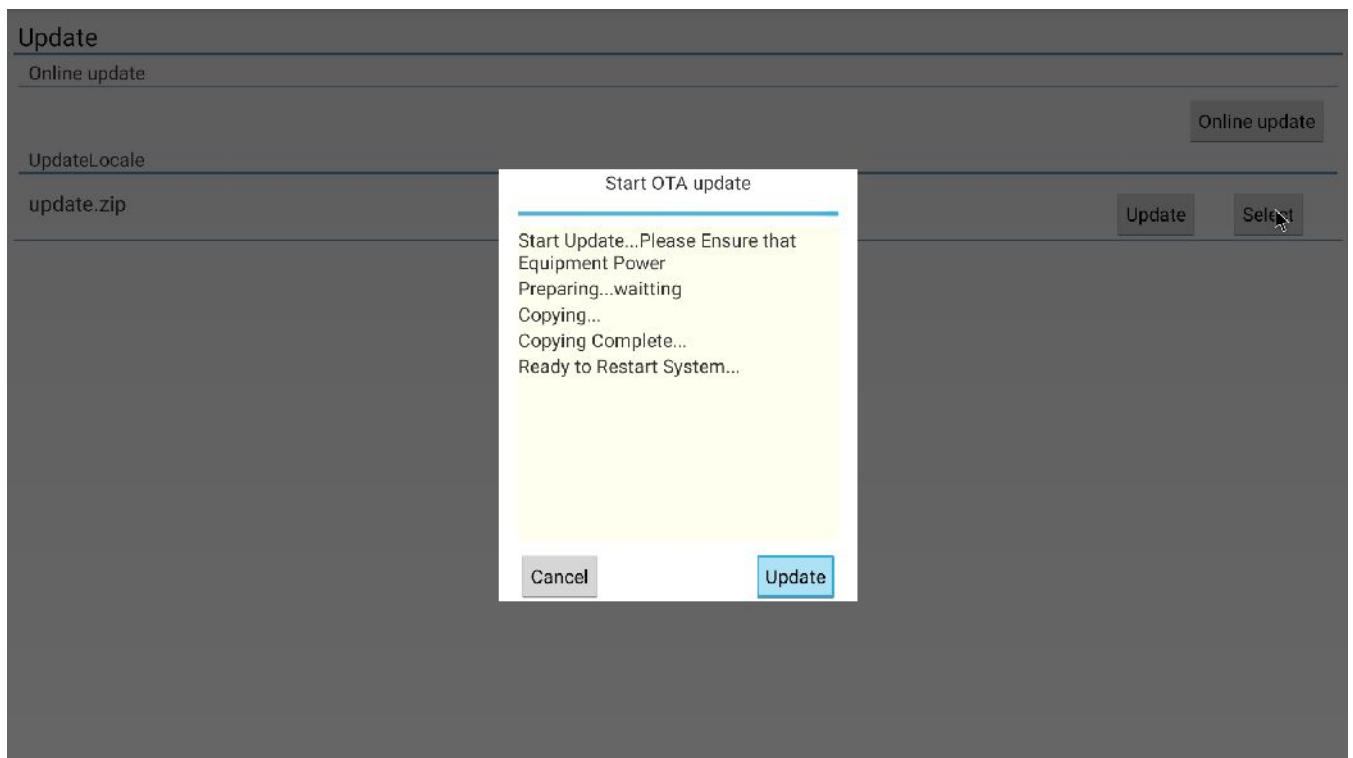 Update
Online update
Online update
UpdateLocale
update.zip
Update
Select
Start OTA update
Start Update...Please Ensure that
Equipment Power
Preparing...waitting
Copying...
Copying Complete...
Ready to Restart System...
Cancel
Update